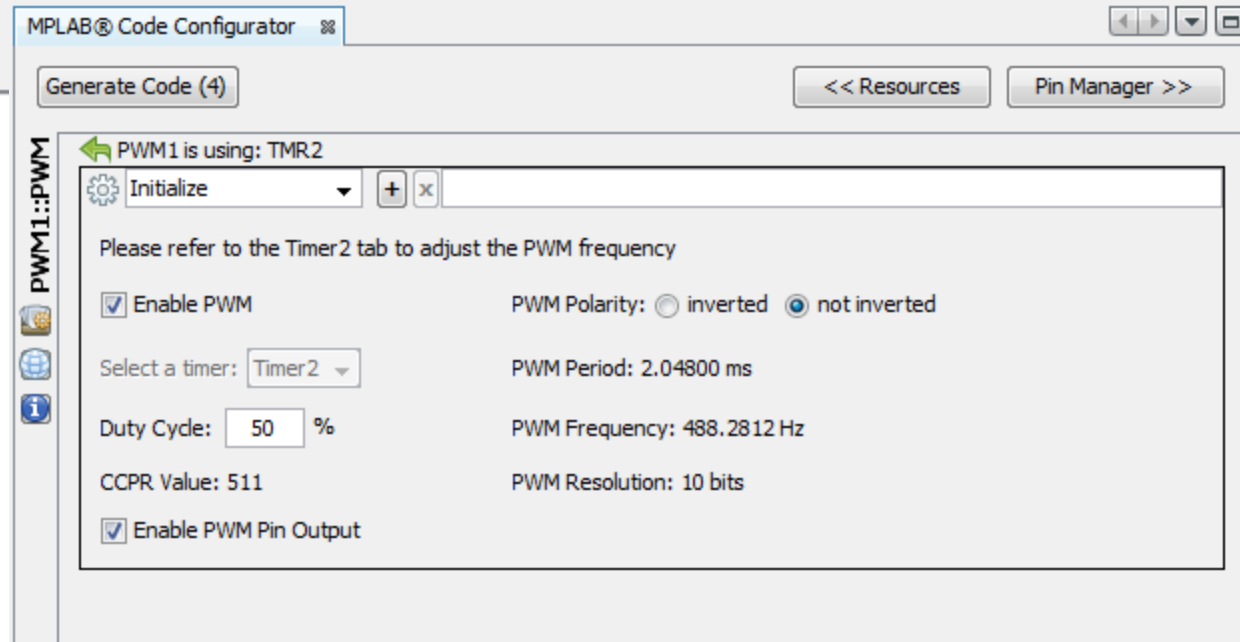 MPLAB® Code Configurator
Generate Code (4)
<< Resources
Pin Manager >>
PWM1::PWM
PWM1 is using: TMR2
Initialize
+
x
Please refer to the Timer2 tab to adjust the PWM frequency
Enable PWM
PWM Polarity: inverted not inverted
Select a timer: Timer2
PWM Period: 2.04800 ms
Duty Cycle: 50 %
PWM Frequency: 488.2812 Hz
CCPR Value: 511
PWM Resolution: 10 bits
Enable PWM Pin Output